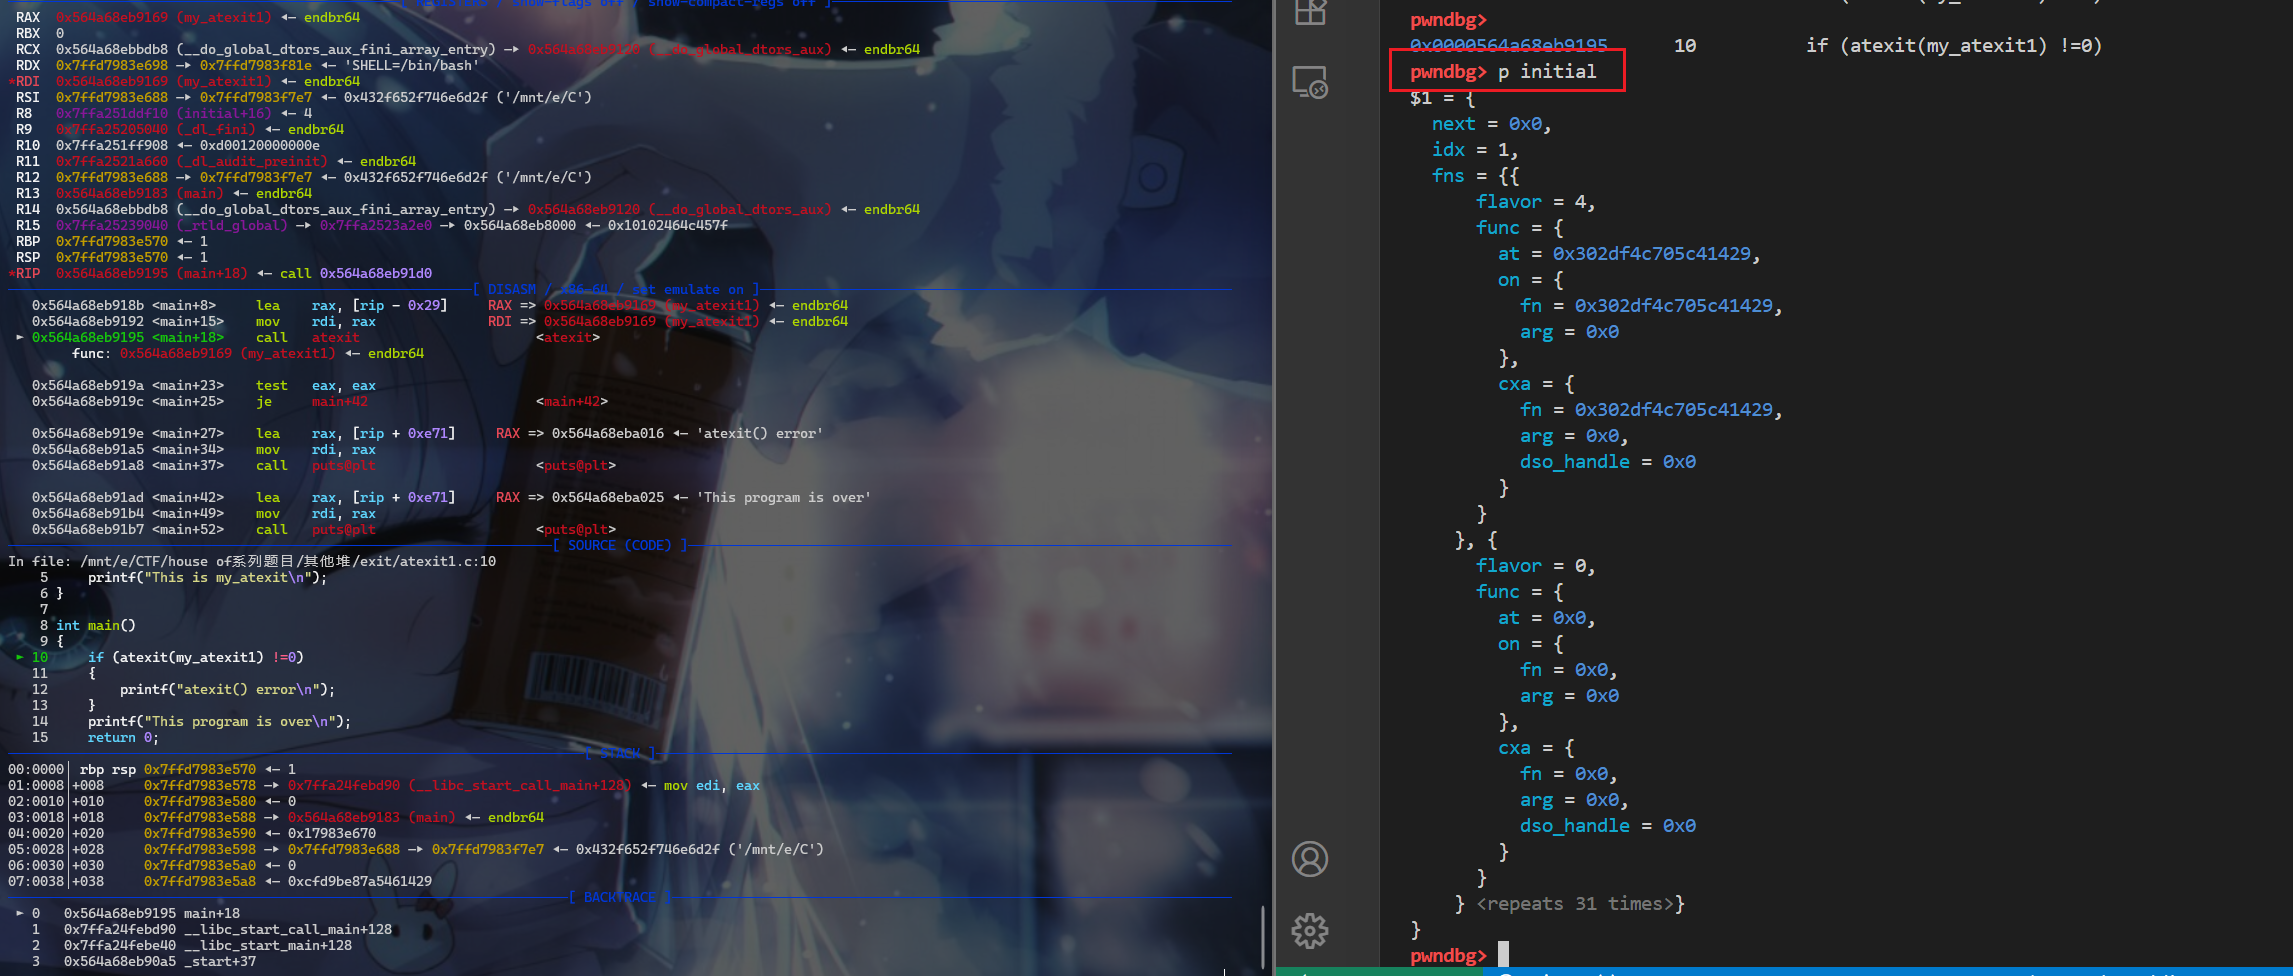 [ REGISTERS / show-flags off / show-compact-regs off ]
RAX  0x564a68eb9169 (my_atexit1) ◂— endbr64
RBX  0
RCX  0x564a68ebbdb8 (__do_global_dtors_aux_fini_array_entry) —▸ 0x564a68eb9120 (__do_global_dtors_aux) ◂— endbr64
RDX  0x7ffd7983e698 —▸ 0x7ffd7983f81e ◂— 'SHELL=/bin/bash'
*RDI  0x564a68eb9169 (my_atexit1) ◂— endbr64
RSI  0x7ffd7983e688 —▸ 0x7ffd7983f7e7 ◂— 0x432f652f746e6d2f ('/mnt/e/C')
R8   0x7ffa251ddf10 (initial+16) ◂— 4
R9   0x7ffa25205040 (_dl_fini) ◂— endbr64
R10  0x7ffa251ff908 ◂— 0xd00120000000e
R11  0x7ffa2521a660 (_dl_audit_preinit) ◂— endbr64
R12  0x7ffd7983e688 —▸ 0x7ffd7983f7e7 ◂— 0x432f652f746e6d2f ('/mnt/e/C')
R13  0x564a68eb9183 (main) ◂— endbr64
R14  0x564a68ebbdb8 (__do_global_dtors_aux_fini_array_entry) —▸ 0x564a68eb9120 (__do_global_dtors_aux) ◂— endbr64
R15  0x7ffa25239040 (_rtld_global) —▸ 0x7ffa2523a2e0 —▸ 0x564a68eb8000 ◂— 0x10102464c457f
RBP  0x7ffd7983e570 ◂— 1
RSP  0x7ffd7983e570 ◂— 1
*RIP  0x564a68eb9195 (main+18) ◂— call 0x564a68eb91d0
[ DISASM / x86-64 / set emulate on ]
0x564a68eb918b <main+8>     lea    rax, [rip - 0x29]     RAX => 0x564a68eb9169 (my_atexit1) ◂— endbr64
0x564a68eb9192 <main+15>    mov    rdi, rax              RDI => 0x564a68eb9169 (my_atexit1) ◂— endbr64
► 0x564a68eb9195 <main+18>    call   atexit                      <atexit>
func: 0x564a68eb9169 (my_atexit1) ◂— endbr64
0x564a68eb919a <main+23>    test   eax, eax
0x564a68eb919c <main+25>    je     main+42                     <main+42>
0x564a68eb919e <main+27>    lea    rax, [rip + 0xe71]     RAX => 0x564a68eba016 ◂— 'atexit() error'
0x564a68eb91a5 <main+34>    mov    rdi, rax
0x564a68eb91a8 <main+37>    call   puts@plt                    <puts@plt>
0x564a68eb91ad <main+42>    lea    rax, [rip + 0xe71]     RAX => 0x564a68eba025 ◂— 'This program is over'
0x564a68eb91b4 <main+49>    mov    rdi, rax
0x564a68eb91b7 <main+52>    call   puts@plt                    <puts@plt>
[ SOURCE (CODE) ]
In file: /mnt/e/CTF/house of系列题目/其他堆/exit/atexit1.c:10
5     printf("This is my_atexit\n");
6 }
7
8 int main()
9 {
► 10     if (atexit(my_atexit1) !=0)
11     {
12         printf("atexit() error\n");
13     }
14     printf("This program is over\n");
15     return 0;
[ STACK ]
00:0000│ rbp rsp 0x7ffd7983e570 ◂— 1
01:0008│+008     0x7ffd7983e578 —▸ 0x7ffa24febd90 (__libc_start_call_main+128) ◂— mov edi, eax
02:0010│+010     0x7ffd7983e580 ◂— 0
03:0018│+018     0x7ffd7983e588 —▸ 0x564a68eb9183 (main) ◂— endbr64
04:0020│+020     0x7ffd7983e590 ◂— 0x17983e670
05:0028│+028     0x7ffd7983e598 —▸ 0x7ffd7983e688 —▸ 0x7ffd7983f7e7 ◂— 0x432f652f746e6d2f ('/mnt/e/C')
06:0030│+030     0x7ffd7983e5a0 ◂— 0
07:0038│+038     0x7ffd7983e5a8 ◂— 0xcfd9be87a5461429
[ BACKTRACE ]
► 0   0x564a68eb9195 main+18
1   0x7ffa24febd90 __libc_start_call_main+128
2   0x7ffa24febe40 __libc_start_main+128
3   0x564a68eb90a5 _start+37
pwndbg>
0x0000564a68eb9195      10          if (atexit(my_atexit1) !=0)
pwndbg> p initial
$1 = {
next = 0x0,
idx = 1,
fns = {{
flavor = 4,
func = {
at = 0x302df4c705c41429,
on = {
fn = 0x302df4c705c41429,
arg = 0x0
},
cxa = {
fn = 0x302df4c705c41429,
arg = 0x0,
dso_handle = 0x0
}
}
}, {
flavor = 0,
func = {
at = 0x0,
on = {
fn = 0x0,
arg = 0x0
},
cxa = {
fn = 0x0,
arg = 0x0,
dso_handle = 0x0
}
}
} <repeats 31 times>}
}
pwndbg>